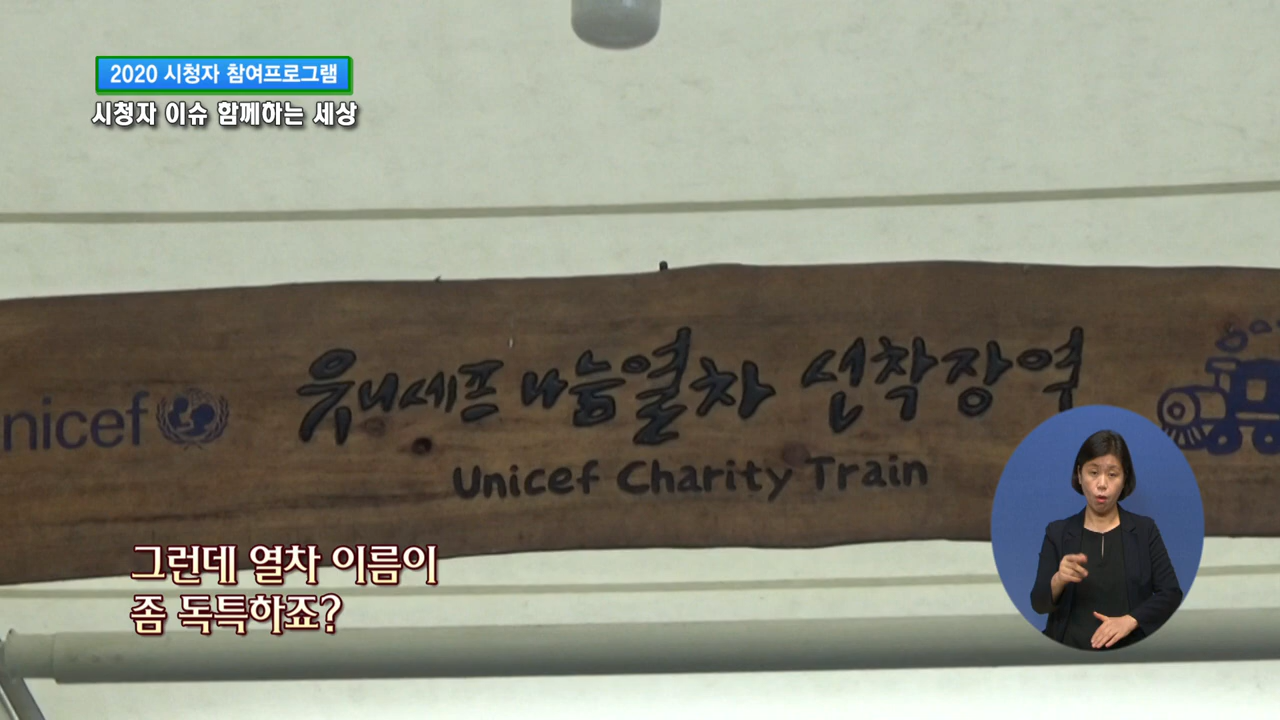 2020 시청자 참여프로그램
시청자 이슈 함께하는 세상
nicef
유니세프 나눔열차 선착장역
Unicef Charity Train
그런데 열차 이름이
좀 독특하죠?